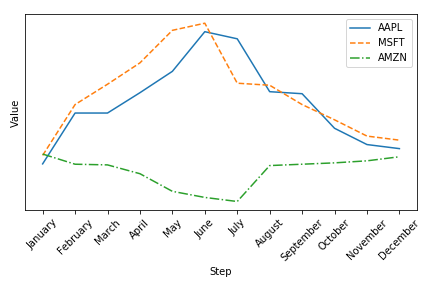 AAPL
MSFT
AMZN
Value
January
February
March
April
May
June
July
August
September
October
November
December
Step